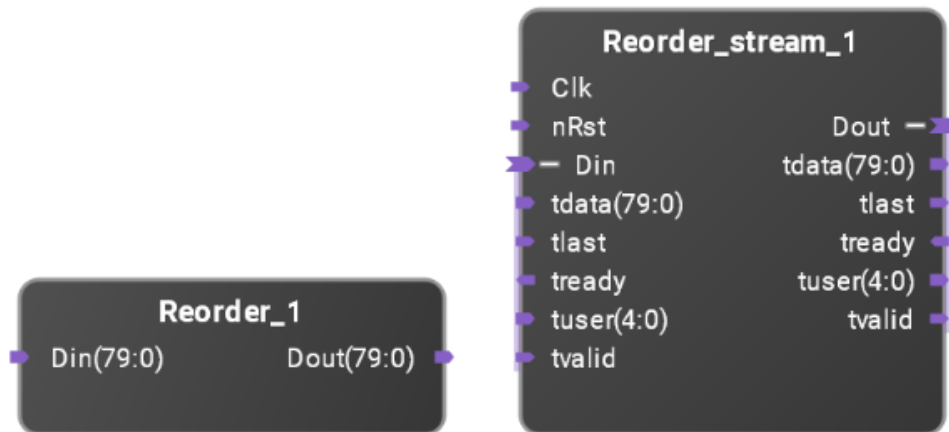 Reorder_stream_1
Clk
nRst
Dout
Din
tdata(79:0)
tdata(79:0)
tlast
tlast
tready
tready
tuser(4:0)
tuser(4:0)
tvalid
tvalid
Reorder_1
Din(79:0)
Dout(79:0)